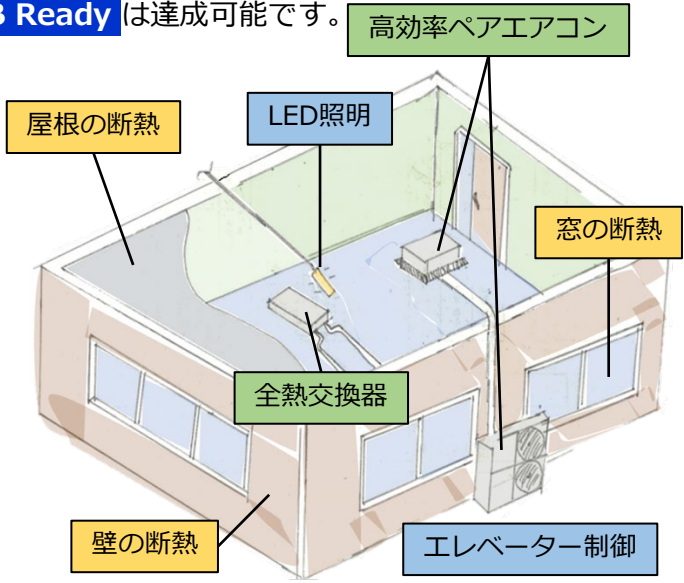 B Ready は達成可能です。
高効率ペアエアコン
LED照明
屋根の断熱
窓の断熱
全熱交換器
壁の断熱
エレベーター制御